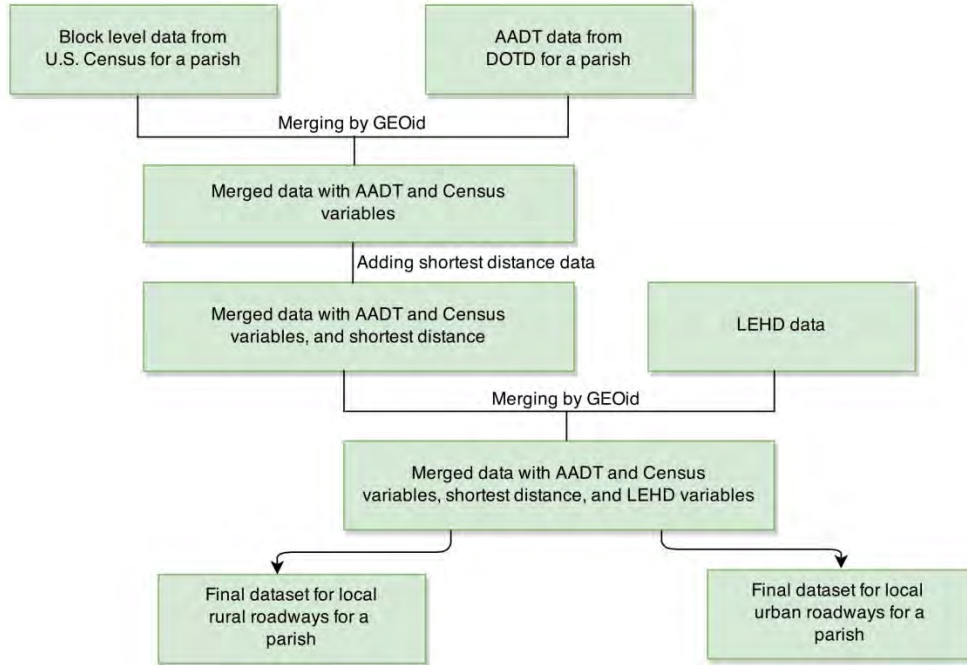 Block level data from
U.S. Census for a parish
AADT data from
DOTD for a parish
Merging by GEOid
Merged data with AADT and Census
variables
Adding shortest distance data
Merged data with AADT and Census
variables, and shortest distance
LEHD data
Merging by GEOid
Merged data with AADT and Census
variables, shortest distance, and LEHD variables
Final dataset for local
rural roadways for a
parish
Final dataset for local
urban roadways for a
parish